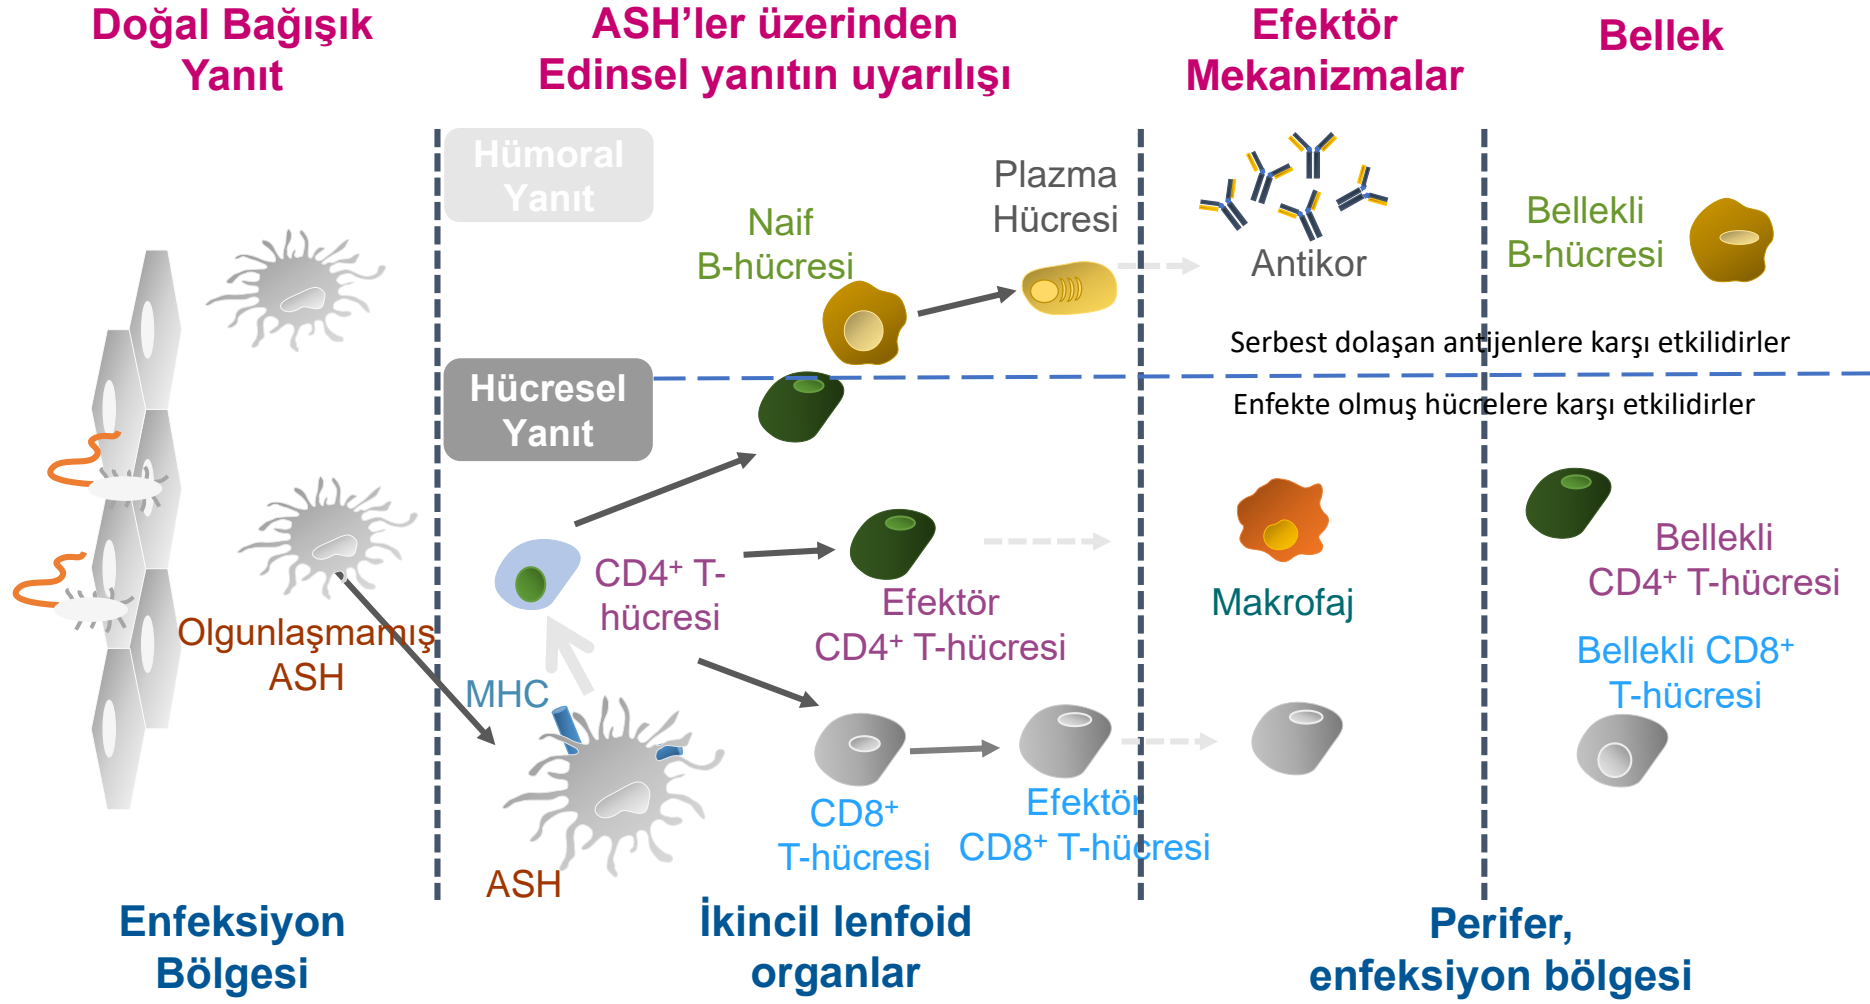 Doğal Bağışık
Yanıt
ASH’ler üzerinden
Edinsel yanıtın uyarılışı
Efektör
Mekanizmalar
Bellek
Hümoral
Yanıt
Naif
B-hücresi
Plazma
Hücresi
Antikor
Bellekli
B-hücresi
Serbest dolaşan antijenlere karşı etkilidirler
Hücresel
Yanıt
Enfekte olmuş hücrelere karşı etkilidirler
Olgunlaşmamış
ASH
CD4⁺ T-
hücresi
Efektör
CD4⁺ T-hücresi
Makrofaj
Bellekli
CD4⁺ T-hücresi
MHC
ASH
CD8⁺
T-hücresi
Efektör
CD8⁺ T-hücresi
Bellekli CD8⁺
T-hücresi
Enfeksiyon
Bölgesi
İkincil lenfoid
organlar
Perifer,
enfeksiyon bölgesi